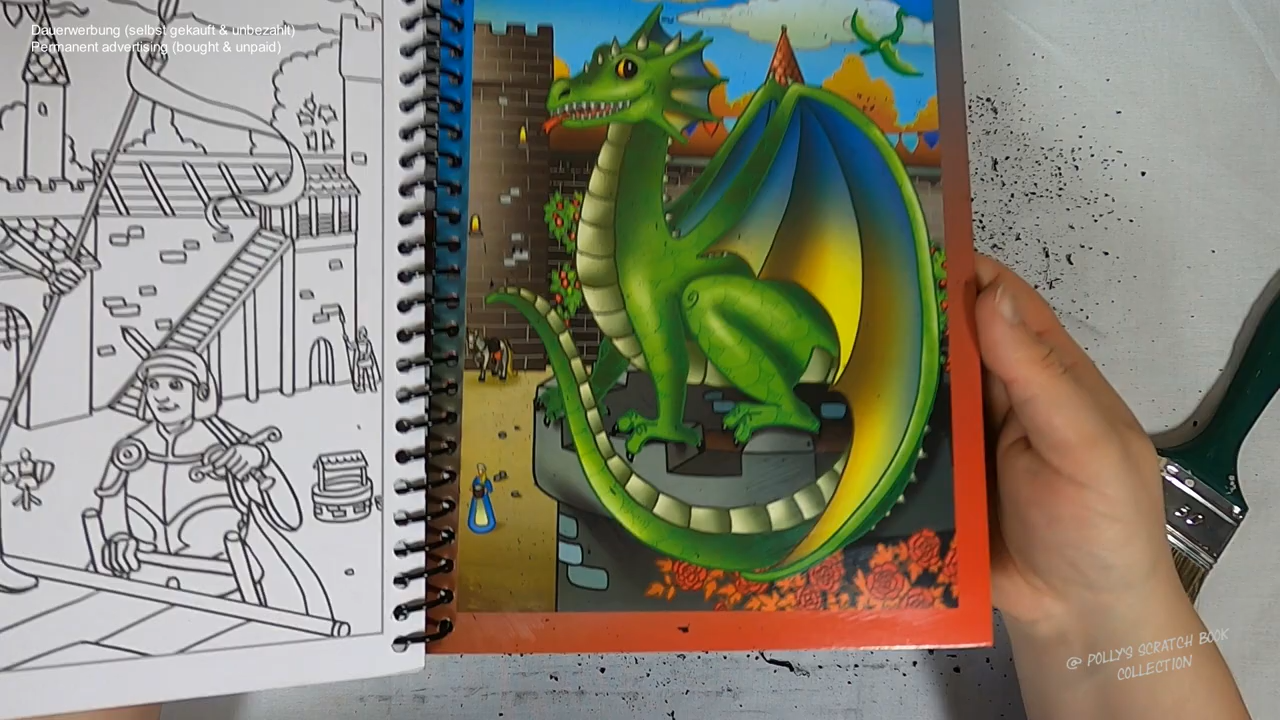 Dauerwerbung (selbst gekauft & unbezahlt)
Permanent advertising (bought & unpaid)
@ POLLY'S SCRATCH BOOK
COLLECTION